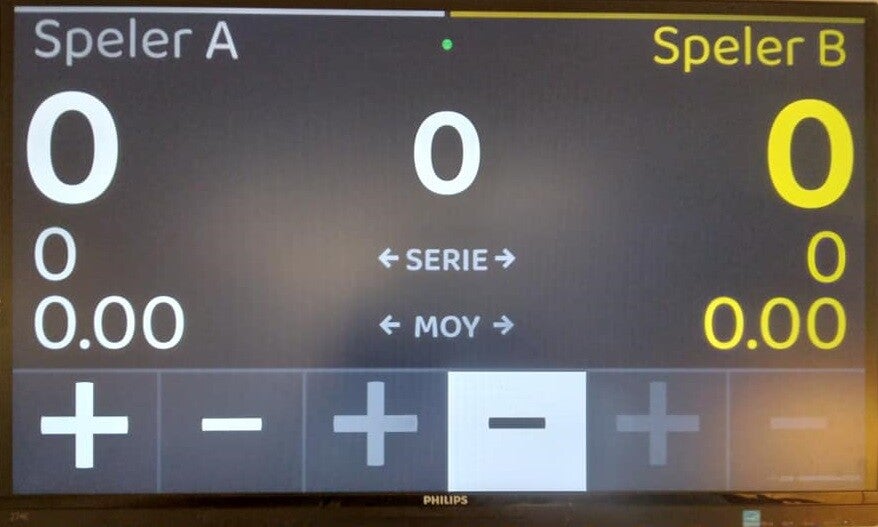 Speler A Speler B
0 0 0
0 ← SERIE → 0
0.00 ← MOY → 0.00
+ − + − + −
PHILIPS